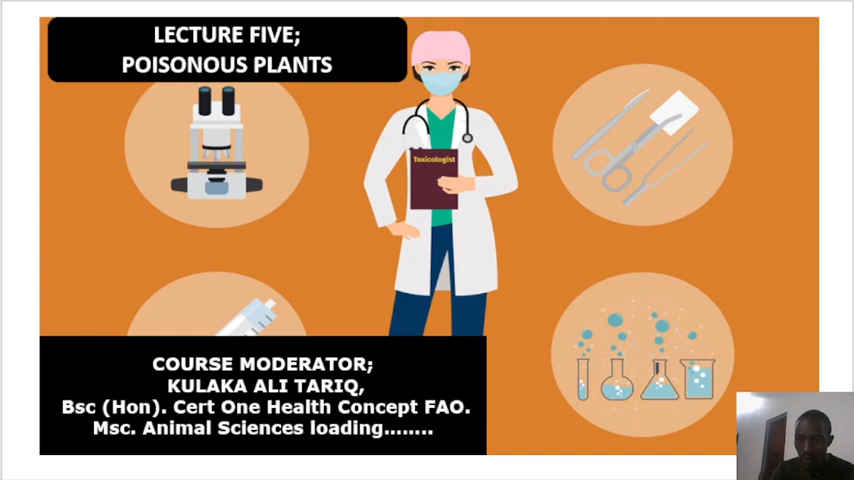 LECTURE FIVE;
POISONOUS PLANTS
Toxicologist
COURSE MODERATOR;
KULAKA ALI TARIQ,
Bsc (Hon). Cert One Health Concept FAO.
Msc. Animal Sciences loading........